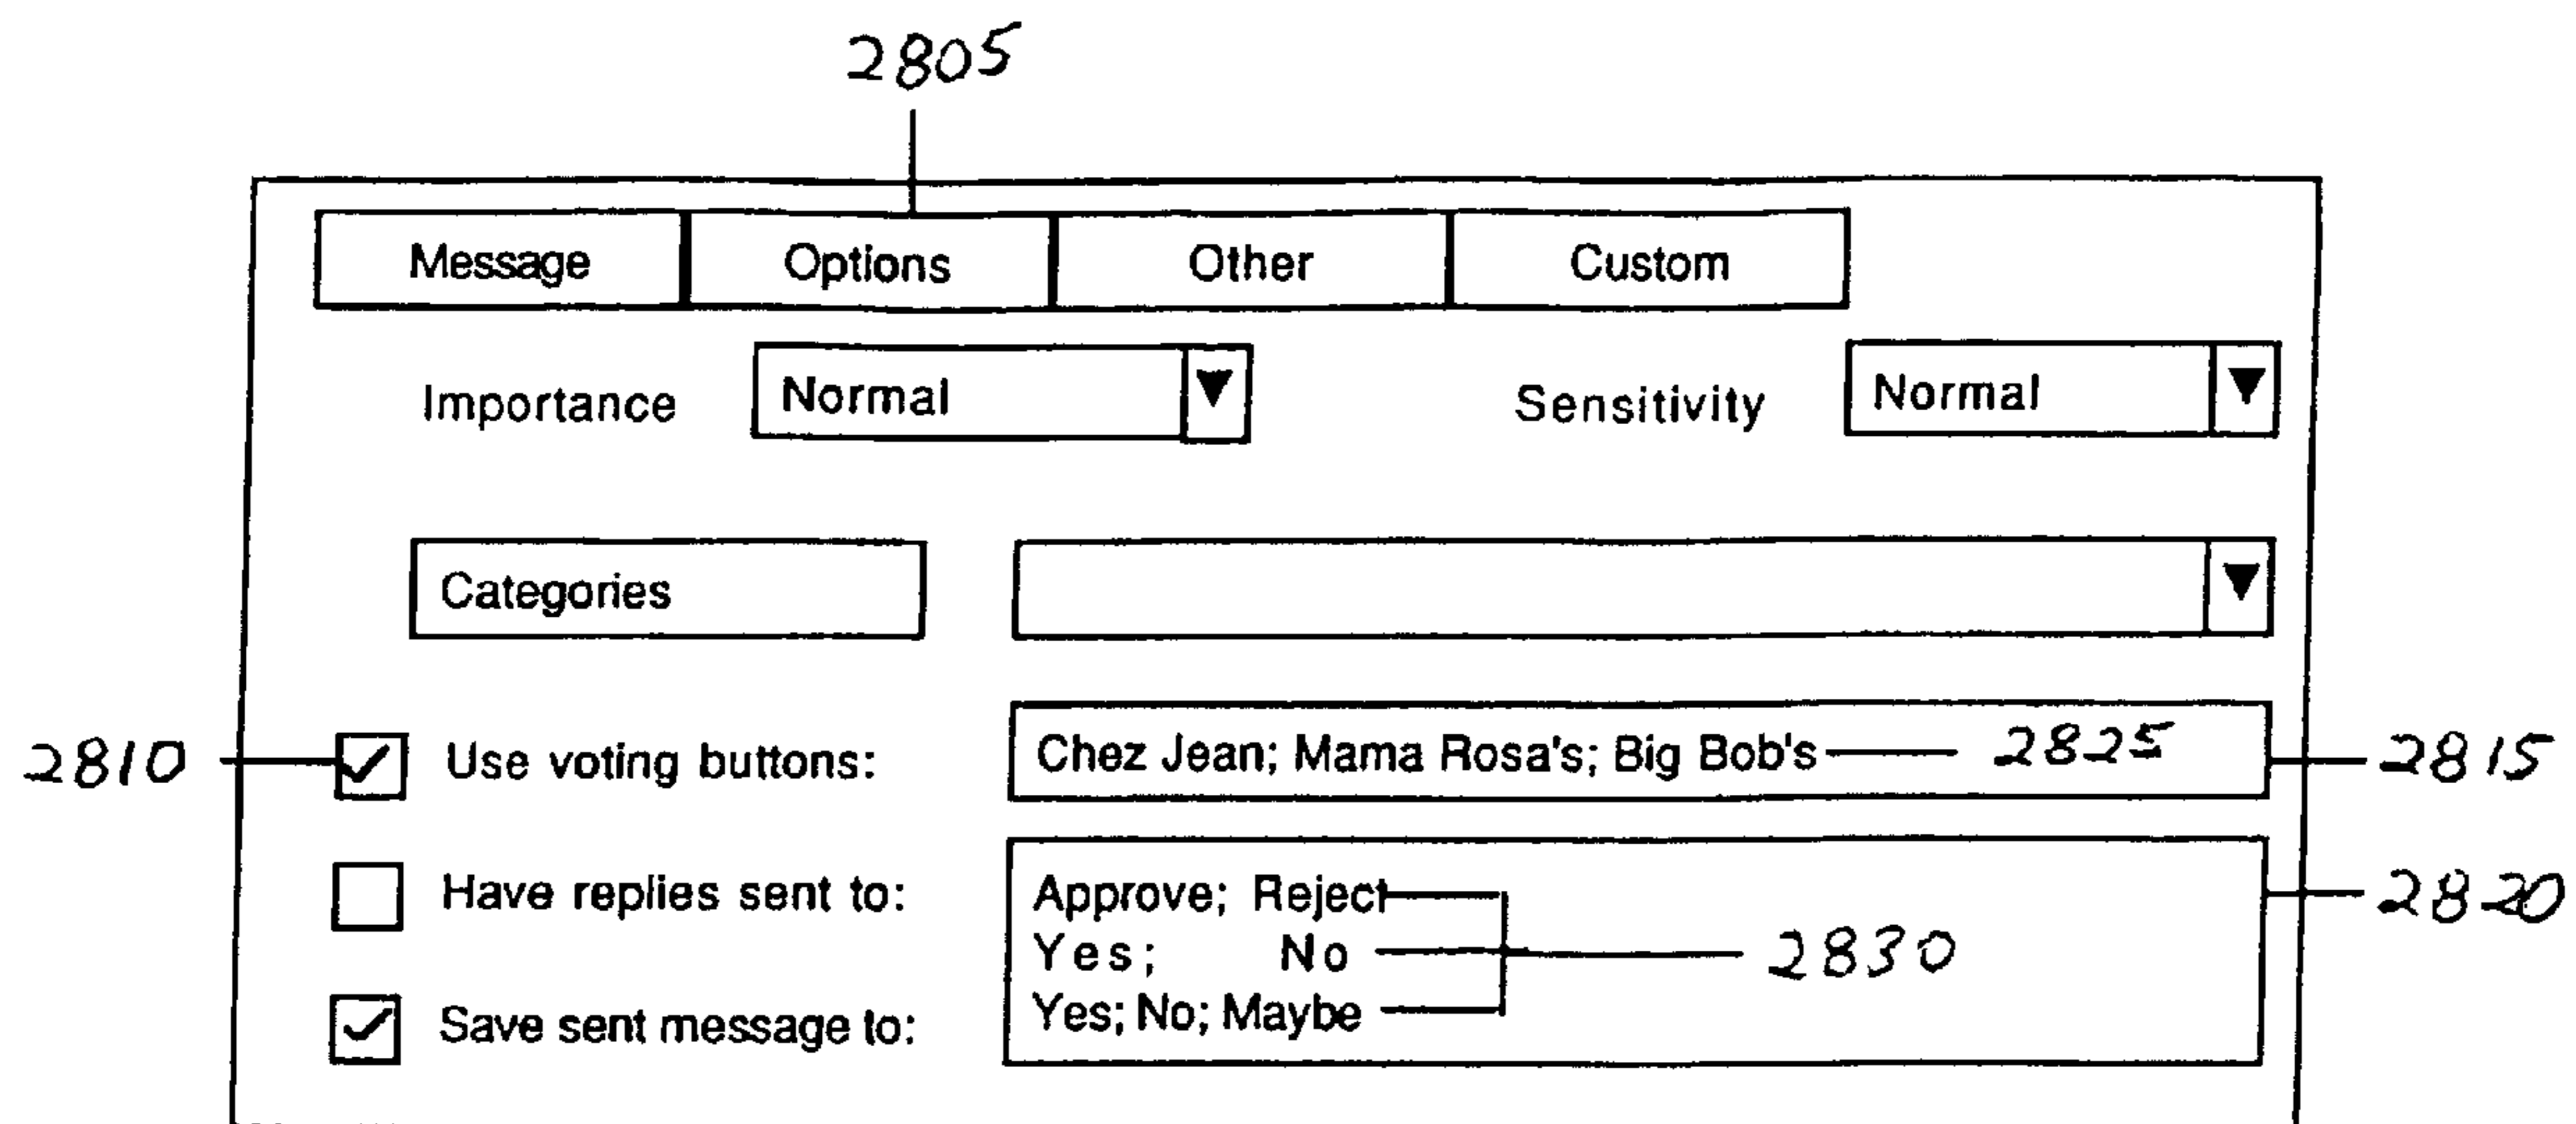 2805
Message Options Other Custom
Importance Normal Sensitivity Normal
Categories
2810 Use voting buttons: Chez Jean; Mama Rosa's; Big Bob's 2825 2815
Have replies sent to: Approve; Reject 2820
Yes; No 2830
Save sent message to: Yes; No; Maybe